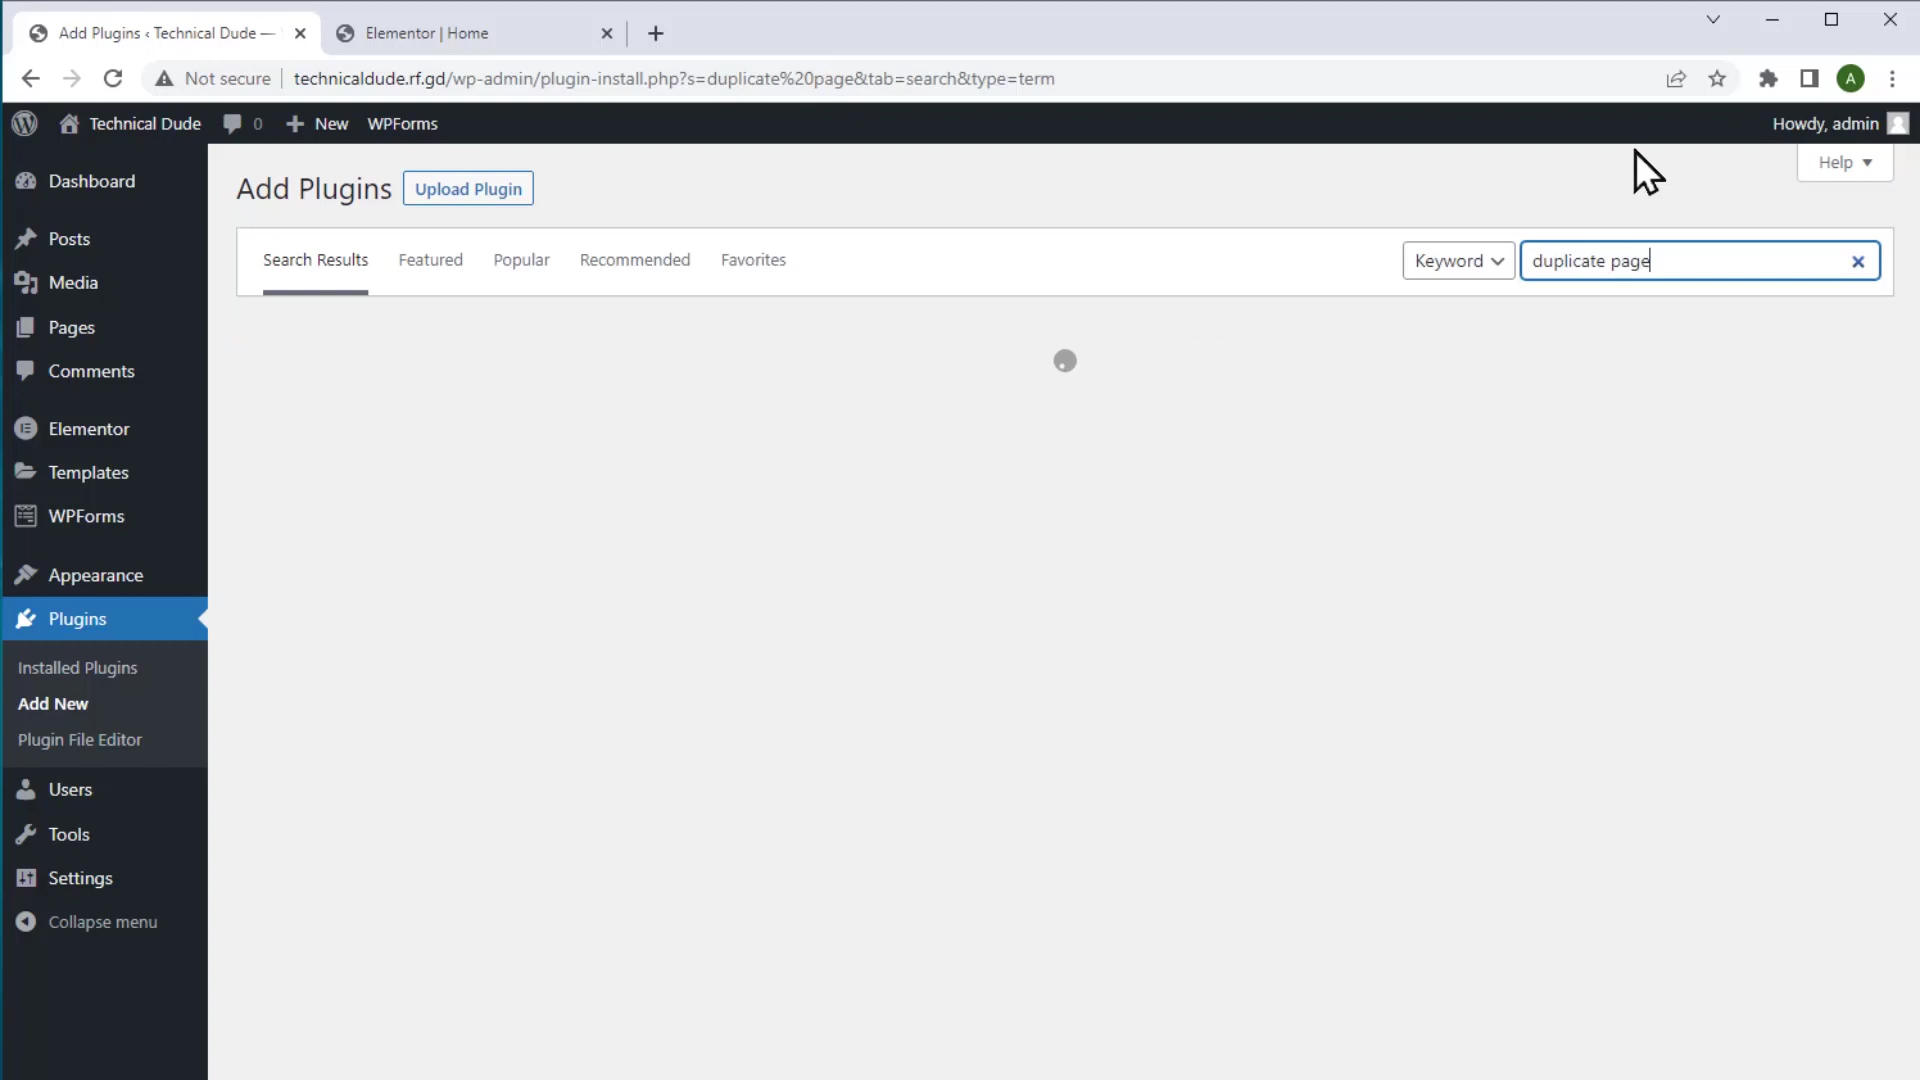 Add Plugins ‹ Technical Dude —
Elementor | Home
Not secure
technicaldude.rf.gd/wp-admin/plugin-install.php?s=duplicate%20page&tab=search&type=term
A
Technical Dude
0
New
WPForms
Howdy, admin
Help
Dashboard
Posts
Media
Pages
Comments
Elementor
Templates
WPForms
Appearance
Plugins
Installed Plugins
Add New
Plugin File Editor
Users
Tools
Settings
Collapse menu
Add Plugins
Upload Plugin
Search Results
Featured
Popular
Recommended
Favorites
Keyword
duplicate page